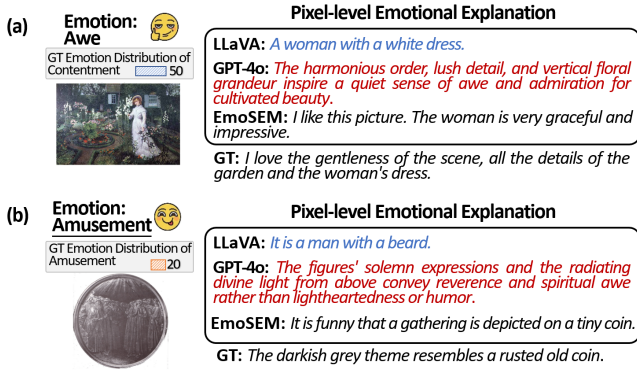 (a)
Emotion:
Awe
GT Emotion Distribution of
Contentment 50
Pixel-level Emotional Explanation
LLaVA: A woman with a white dress.
GPT-4o: The harmonious order, lush detail, and vertical floral
grandeur inspire a quiet sense of awe and admiration for
cultivated beauty.
EmoSEM: I like this picture. The woman is very graceful and
impressive.
GT: I love the gentleness of the scene, all the details of the
garden and the woman's dress.
(b)
Emotion:
Amusement
GT Emotion Distribution of
Amusement 20
Pixel-level Emotional Explanation
LLaVA: It is a man with a beard.
GPT-4o: The figures' solemn expressions and the radiating
divine light from above convey reverence and spiritual awe
rather than lightheartedness or humor.
EmoSEM: It is funny that a gathering is depicted on a tiny coin.
GT: The darkish grey theme resembles a rusted old coin.